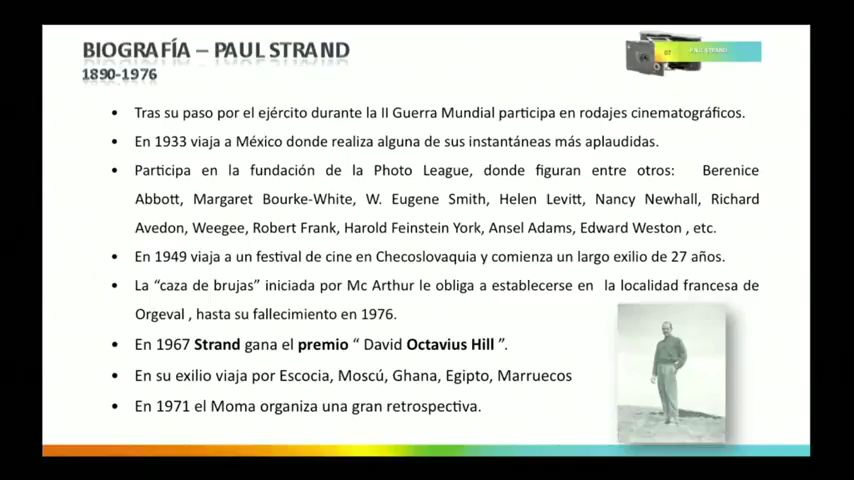 BIOGRAFÍA – PAUL STRAND
1890-1976
07 PAUL STRAND
• Tras su paso por el ejército durante la II Guerra Mundial participa en rodajes cinematográficos.
• En 1933 viaja a México donde realiza alguna de sus instantáneas más aplaudidas.
• Participa en la fundación de la Photo League, donde figuran entre otros: Berenice
Abbott, Margaret Bourke-White, W. Eugene Smith, Helen Levitt, Nancy Newhall, Richard
Avedon, Weegee, Robert Frank, Harold Feinstein York, Ansel Adams, Edward Weston , etc.
• En 1949 viaja a un festival de cine en Checoslovaquia y comienza un largo exilio de 27 años.
• La “caza de brujas” iniciada por Mc Arthur le obliga a establecerse en la localidad francesa de
Orgeval , hasta su fallecimiento en 1976.
• En 1967 Strand gana el premio “ David Octavius Hill ”.
• En su exilio viaja por Escocia, Moscú, Ghana, Egipto, Marruecos
• En 1971 el Moma organiza una gran retrospectiva.